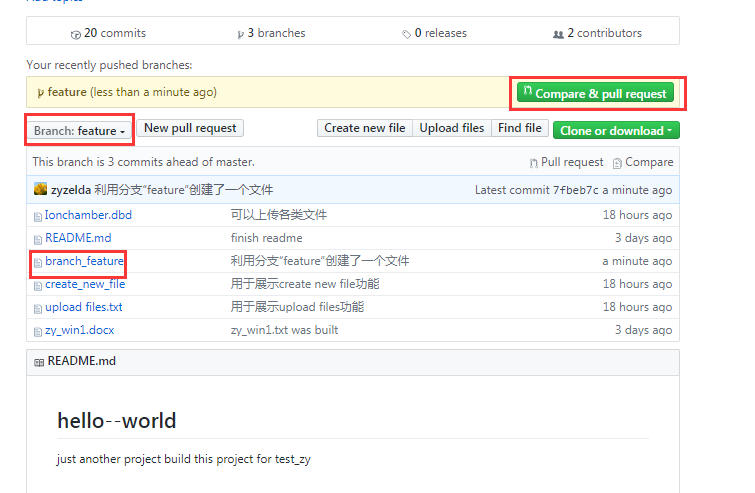 20 commits 3 branches 0 releases 2 contributors
Your recently pushed branches:
feature (less than a minute ago) Compare & pull request
Branch: feature New pull request Create new file Upload files Find file Clone or download
This branch is 3 commits ahead of master. Pull request Compare
zyzelda 利用分支“feature”创建了一个文件 Latest commit 7fbeb7c a minute ago
Ionchamber.dbd 可以上传各类文件 18 hours ago
README.md finish readme 3 days ago
branch_feature 利用分支“feature”创建了一个文件 a minute ago
create_new_file 用于展示create new file功能 18 hours ago
upload files.txt 用于展示upload files功能 18 hours ago
zy_win1.docx zy_win1.txt was built 3 days ago
README.md
hello--world
just another project build this project for test_zy